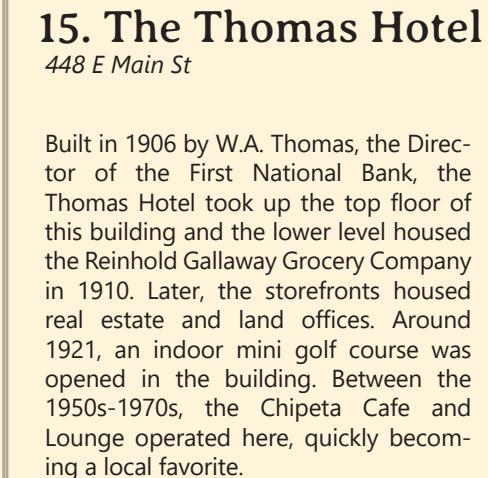 15. The Thomas Hotel
448 E Main St
Built in 1906 by W.A. Thomas, the Direc-
tor of the First National Bank, the
Thomas Hotel took up the top floor of
this building and the lower level housed
the Reinhold Gallaway Grocery Company
in 1910. Later, the storefronts housed
real estate and land offices. Around
1921, an indoor mini golf course was
opened in the building. Between the
1950s-1970s, the Chipeta Cafe and
Lounge operated here, quickly becom-
ing a local favorite.